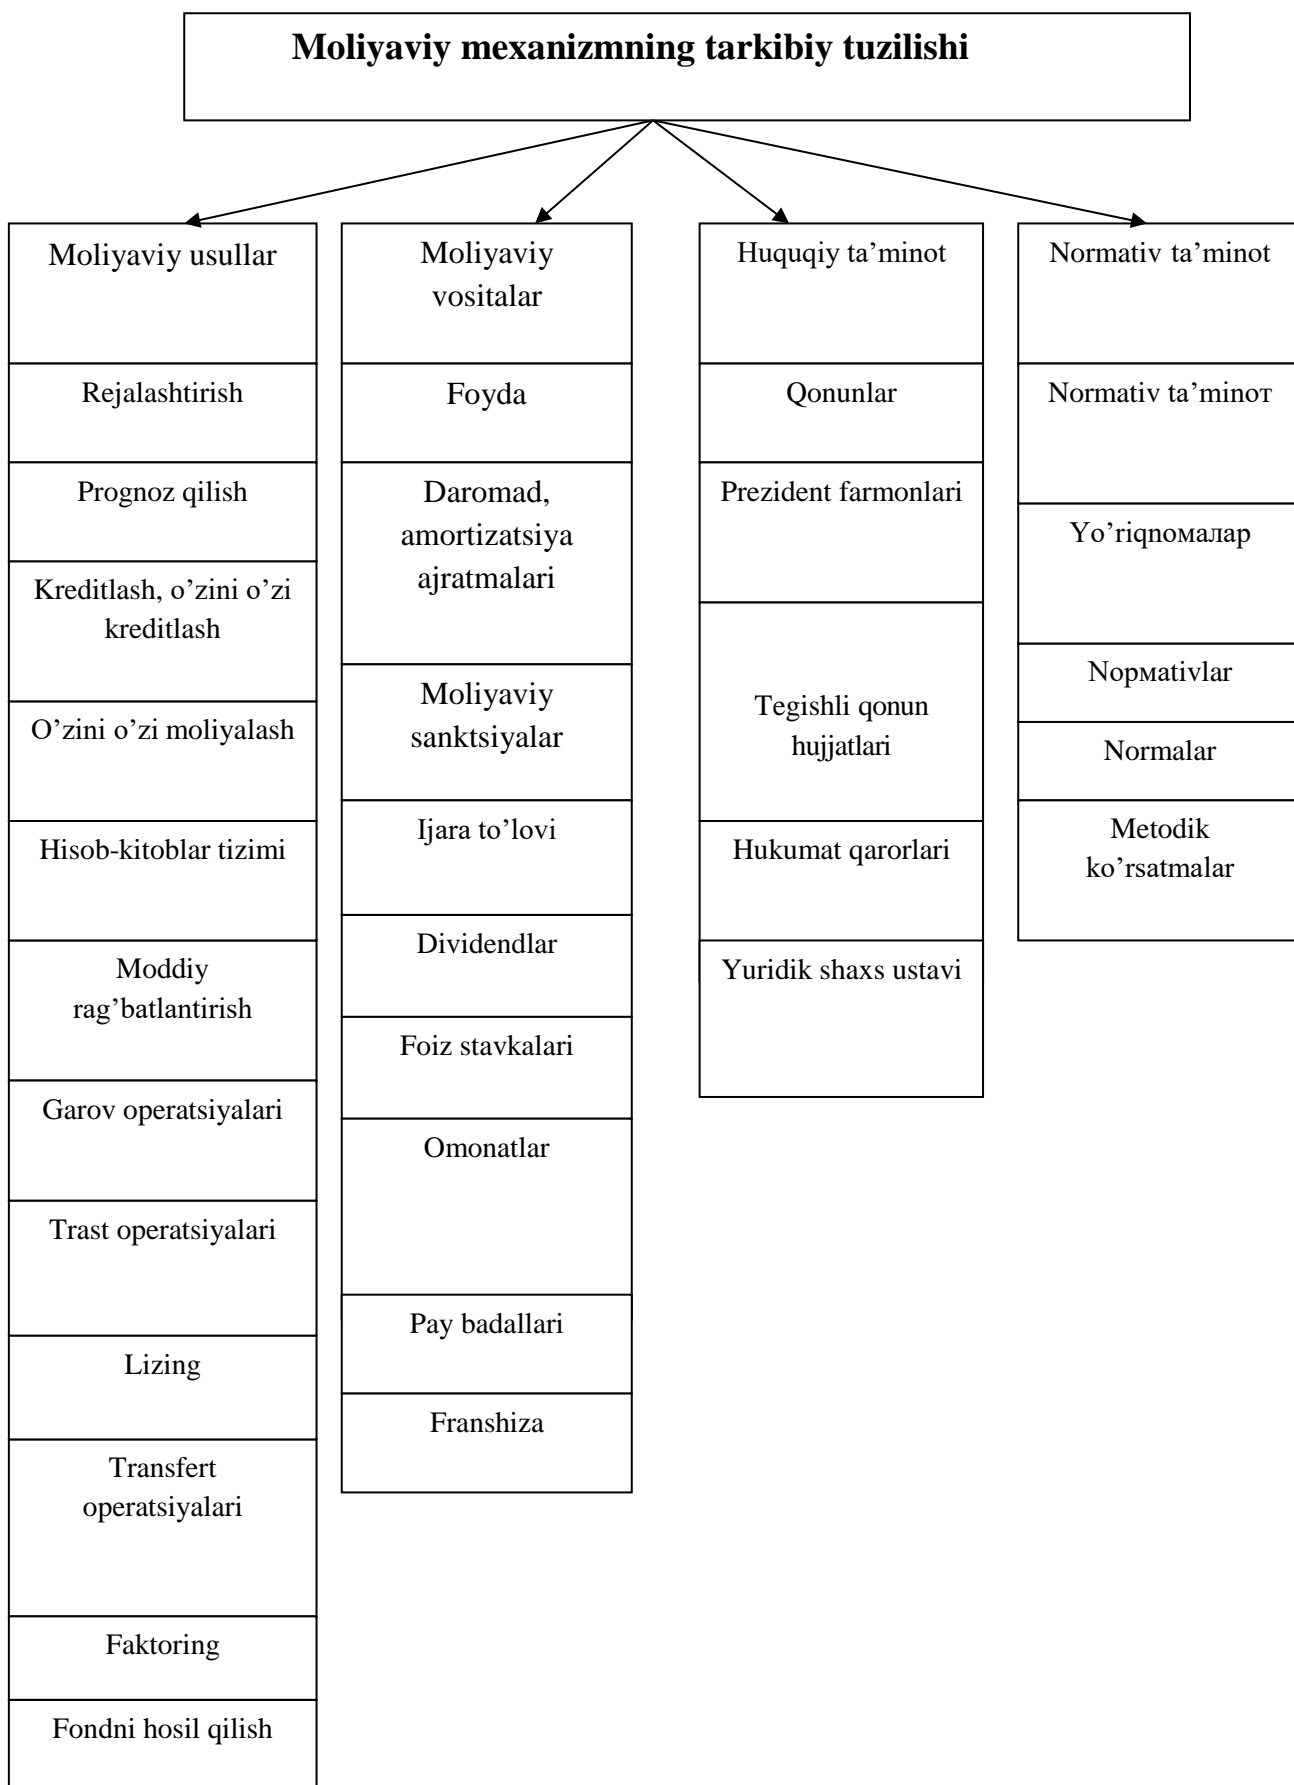 Moliyaviy mexanizmning tarkibiy tuzilishi
Moliyaviy usullar
Rejalashtirish
Prognoz qilish
Kreditlash, o’zini o’zi
kreditlash
O’zini o’zi moliyalash
Hisob-kitoblar tizimi
Moddiy
rag’batlantirish
Garov operatsiyalari
Trast operatsiyalari
Lizing
Transfert
operatsiyalari
Faktoring
Fondni hosil qilish
Moliyaviy
vositalar
Foyda
Daromad,
amortizatsiya
ajratmalari
Moliyaviy
sanktsiyalar
Ijara to’lovi
Dividendlar
Foiz stavkalari
Omonatlar
Pay badallari
Franshiza
Huquqiy ta’minot
Qonunlar
Prezident farmonlari
Tegishli qonun
hujjatlari
Hukumat qarorlari
Yuridik shaxs ustavi
Normativ ta’minot
Normativ ta’minoт
Yo’riqnомалар
Noрмativlar
Normalar
Metodik
ko’rsatmalar